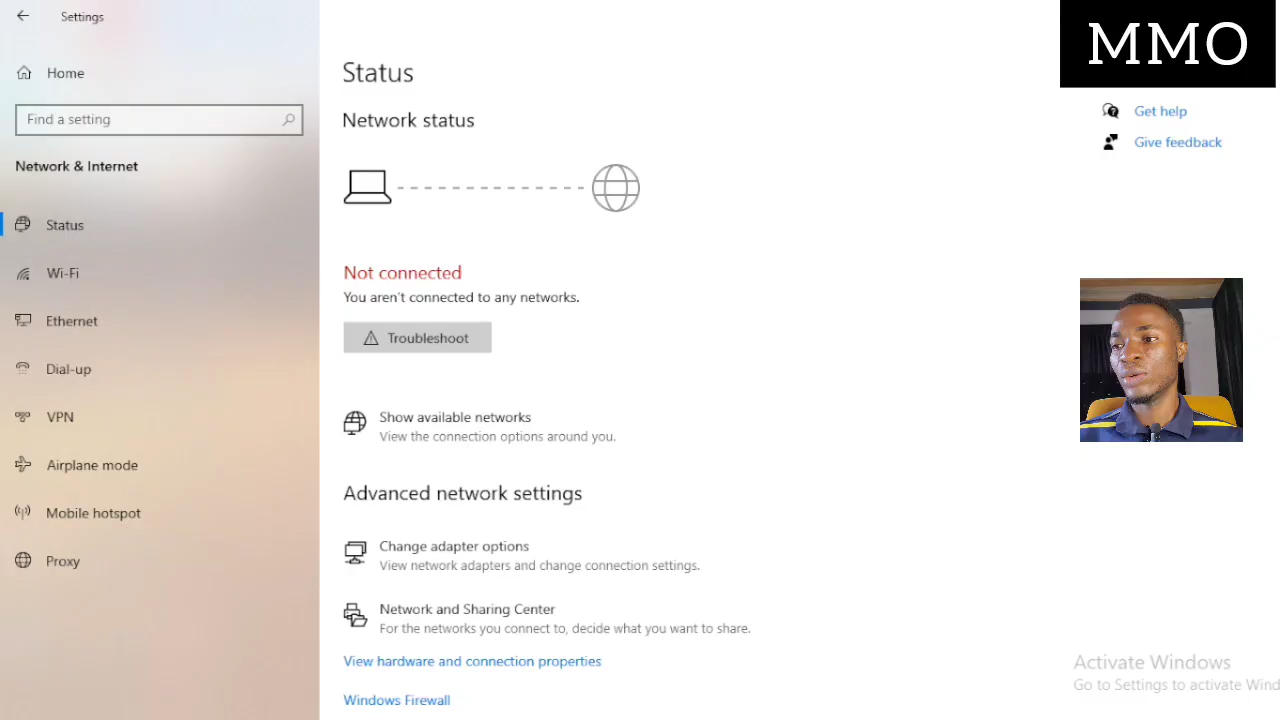 Settings
Home
Find a setting
Network & Internet
Status
Wi-Fi
Ethernet
Dial-up
VPN
Airplane mode
Mobile hotspot
Proxy
Status
Network status
Not connected
You aren't connected to any networks.
Troubleshoot
Show available networks
View the connection options around you.
Advanced network settings
Change adapter options
View network adapters and change connection settings.
Network and Sharing Center
For the networks you connect to, decide what you want to share.
View hardware and connection properties
Windows Firewall
MMO
Get help
Give feedback
Activate Windows
Go to Settings to activate Wind